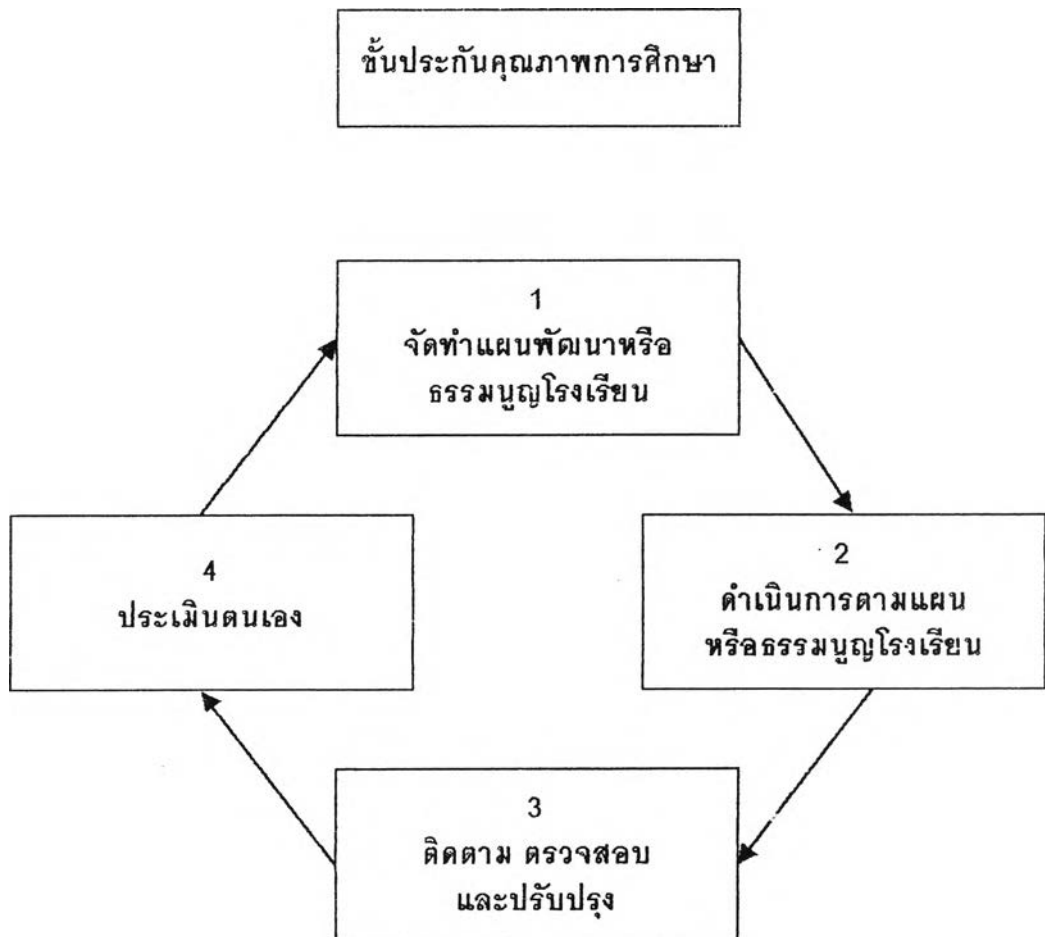 ขั้นประกันคุณภาพการศึกษา
1
จัดทำแผนพัฒนาหรือ
ธรรมนูญโรงเรียน
4
ประเมินตนเอง
2
ดำเนินการตามแผน
หรือธรรมนูญโรงเรียน
3
ติดตาม ตรวจสอบ
และปรับปรุง